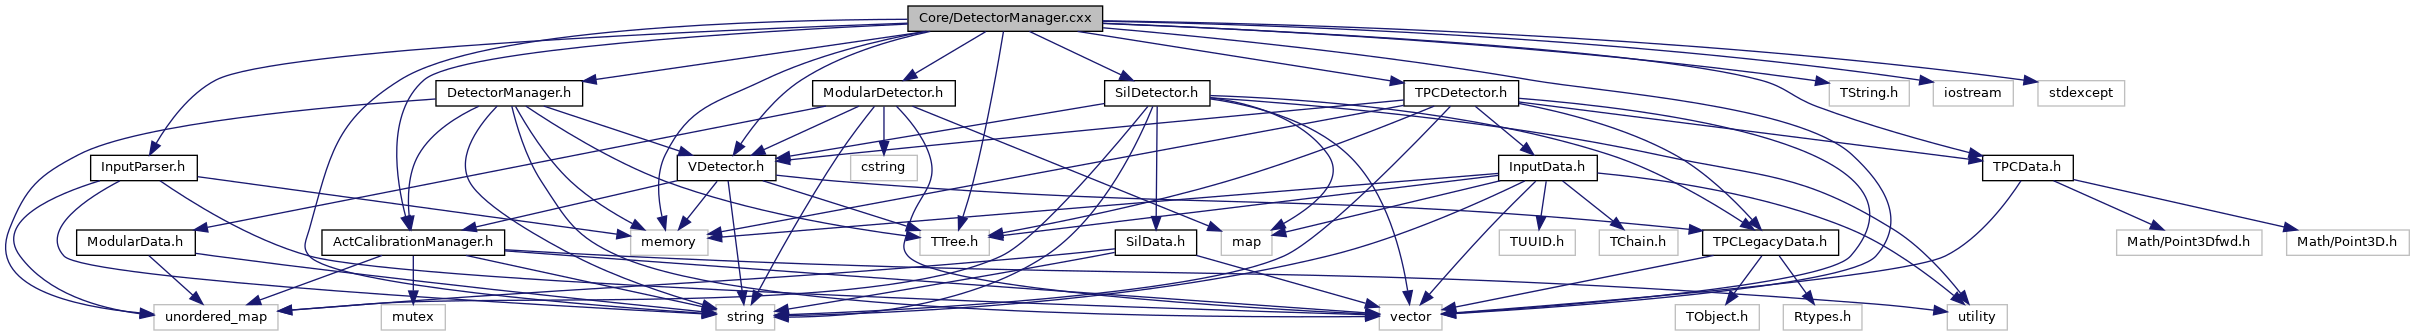 Core/DetectorManager.cxx
DetectorManager.h
ModularDetector.h
SilDetector.h
TPCDetector.h
TString.h
iostream
stdexcept
InputParser.h
VDetector.h
cstring
InputData.h
TPCData.h
ModularData.h
ActCalibrationManager.h
memory
TTree.h
SilData.h
map
TUUID.h
TChain.h
TPCLegacyData.h
Math/Point3Dfwd.h
Math/Point3D.h
unordered_map
mutex
string
vector
TObject.h
Rtypes.h
utility